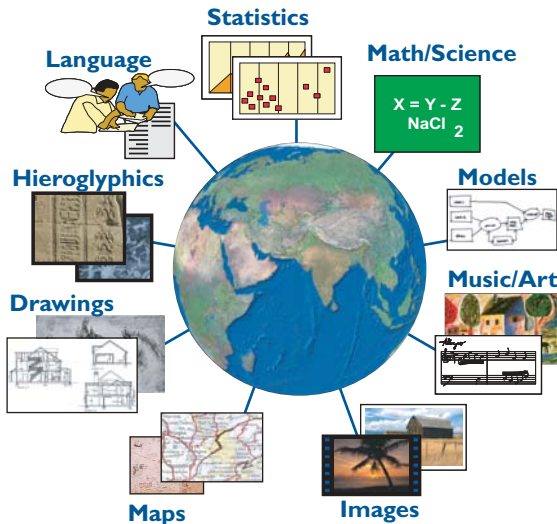 Statistics
Language
Math/Science
X = Y - Z
NaCl 2
Hieroglyphics
Models
Drawings
Music/Art
Allegro
Maps
Images